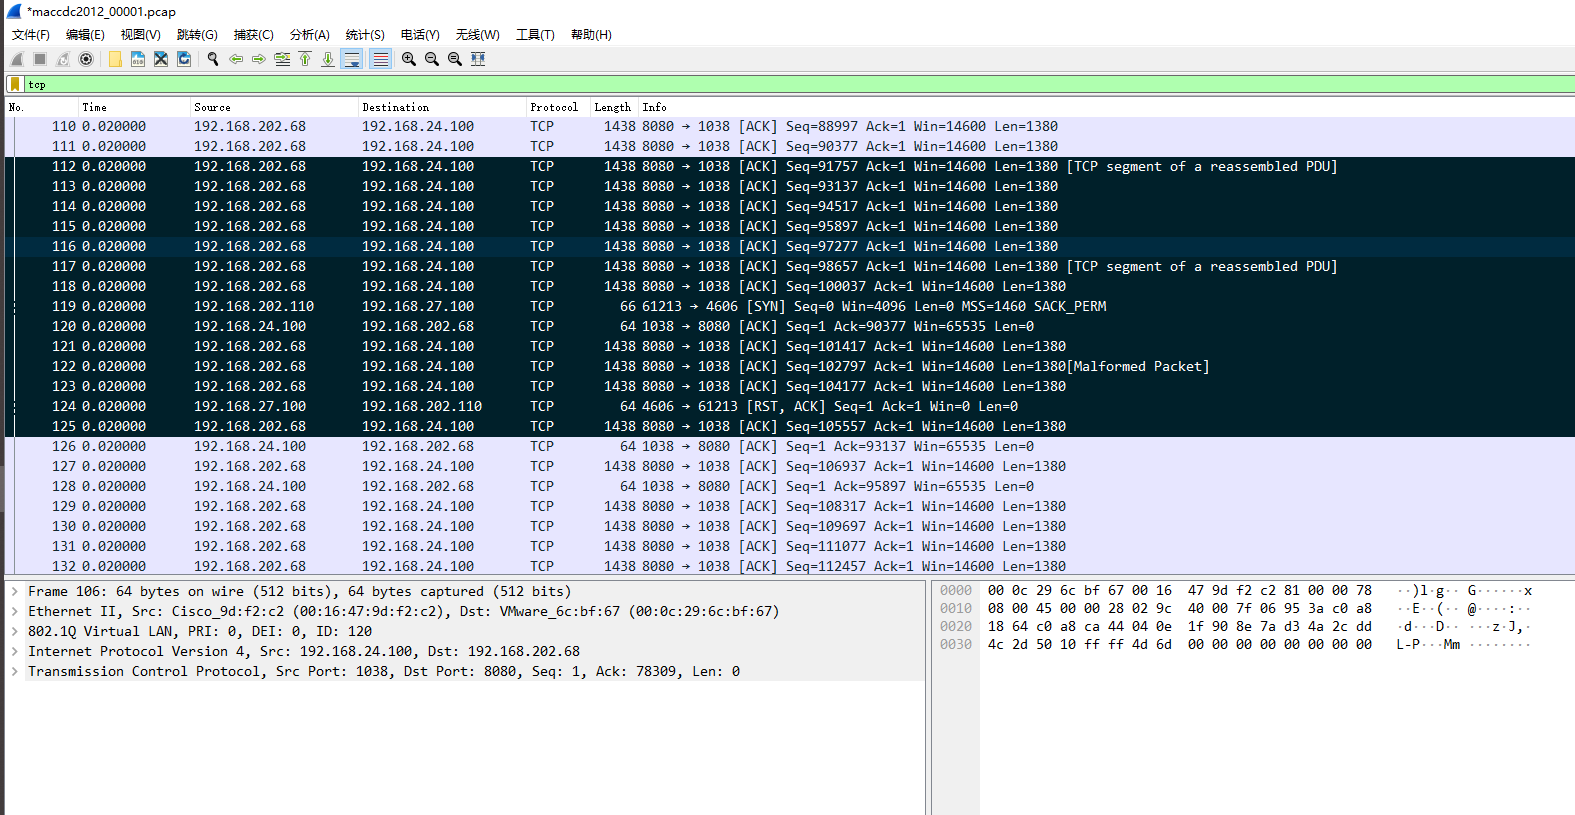 *maccdc2012_00001.pcap
文件(F) 编辑(E) 视图(V) 跳转(G) 捕获(C) 分析(A) 统计(S) 电话(Y) 无线(W) 工具(T) 帮助(H)
tcp
No. Time Source Destination Protocol Length Info
110 0.020000 192.168.202.68 192.168.24.100 TCP 1438 8080 → 1038 [ACK] Seq=88997 Ack=1 Win=14600 Len=1380
111 0.020000 192.168.202.68 192.168.24.100 TCP 1438 8080 → 1038 [ACK] Seq=90377 Ack=1 Win=14600 Len=1380
112 0.020000 192.168.202.68 192.168.24.100 TCP 1438 8080 → 1038 [ACK] Seq=91757 Ack=1 Win=14600 Len=1380 [TCP segment of a reassembled PDU]
113 0.020000 192.168.202.68 192.168.24.100 TCP 1438 8080 → 1038 [ACK] Seq=93137 Ack=1 Win=14600 Len=1380
114 0.020000 192.168.202.68 192.168.24.100 TCP 1438 8080 → 1038 [ACK] Seq=94517 Ack=1 Win=14600 Len=1380
115 0.020000 192.168.202.68 192.168.24.100 TCP 1438 8080 → 1038 [ACK] Seq=95897 Ack=1 Win=14600 Len=1380
116 0.020000 192.168.202.68 192.168.24.100 TCP 1438 8080 → 1038 [ACK] Seq=97277 Ack=1 Win=14600 Len=1380
117 0.020000 192.168.202.68 192.168.24.100 TCP 1438 8080 → 1038 [ACK] Seq=98657 Ack=1 Win=14600 Len=1380 [TCP segment of a reassembled PDU]
118 0.020000 192.168.202.68 192.168.24.100 TCP 1438 8080 → 1038 [ACK] Seq=100037 Ack=1 Win=14600 Len=1380
119 0.020000 192.168.202.110 192.168.27.100 TCP 66 61213 → 4606 [SYN] Seq=0 Win=4096 Len=0 MSS=1460 SACK_PERM
120 0.020000 192.168.24.100 192.168.202.68 TCP 64 1038 → 8080 [ACK] Seq=1 Ack=90377 Win=65535 Len=0
121 0.020000 192.168.202.68 192.168.24.100 TCP 1438 8080 → 1038 [ACK] Seq=101417 Ack=1 Win=14600 Len=1380
122 0.020000 192.168.202.68 192.168.24.100 TCP 1438 8080 → 1038 [ACK] Seq=102797 Ack=1 Win=14600 Len=1380[Malformed Packet]
123 0.020000 192.168.202.68 192.168.24.100 TCP 1438 8080 → 1038 [ACK] Seq=104177 Ack=1 Win=14600 Len=1380
124 0.020000 192.168.27.100 192.168.202.110 TCP 64 4606 → 61213 [RST, ACK] Seq=1 Ack=1 Win=0 Len=0
125 0.020000 192.168.202.68 192.168.24.100 TCP 1438 8080 → 1038 [ACK] Seq=105557 Ack=1 Win=14600 Len=1380
126 0.020000 192.168.24.100 192.168.202.68 TCP 64 1038 → 8080 [ACK] Seq=1 Ack=93137 Win=65535 Len=0
127 0.020000 192.168.202.68 192.168.24.100 TCP 1438 8080 → 1038 [ACK] Seq=106937 Ack=1 Win=14600 Len=1380
128 0.020000 192.168.24.100 192.168.202.68 TCP 64 1038 → 8080 [ACK] Seq=1 Ack=95897 Win=65535 Len=0
129 0.020000 192.168.202.68 192.168.24.100 TCP 1438 8080 → 1038 [ACK] Seq=108317 Ack=1 Win=14600 Len=1380
130 0.020000 192.168.202.68 192.168.24.100 TCP 1438 8080 → 1038 [ACK] Seq=109697 Ack=1 Win=14600 Len=1380
131 0.020000 192.168.202.68 192.168.24.100 TCP 1438 8080 → 1038 [ACK] Seq=111077 Ack=1 Win=14600 Len=1380
132 0.020000 192.168.202.68 192.168.24.100 TCP 1438 8080 → 1038 [ACK] Seq=112457 Ack=1 Win=14600 Len=1380
Frame 106: 64 bytes on wire (512 bits), 64 bytes captured (512 bits)
Ethernet II, Src: Cisco_9d:f2:c2 (00:16:47:9d:f2:c2), Dst: VMware_6c:bf:67 (00:0c:29:6c:bf:67)
802.1Q Virtual LAN, PRI: 0, DEI: 0, ID: 120
Internet Protocol Version 4, Src: 192.168.24.100, Dst: 192.168.202.68
Transmission Control Protocol, Src Port: 1038, Dst Port: 8080, Seq: 1, Ack: 78309, Len: 0
0000 00 0c 29 6c bf 67 00 16 47 9d f2 c2 81 00 00 78 ··)l·g·· G······x
0010 08 00 45 00 00 28 02 9c 40 00 7f 06 95 3a c0 a8 ··E··(·· @····:··
0020 18 64 c0 a8 ca 44 04 0e 1f 90 8e 7a d3 4a 2c dd ·d···D·· ···z·J,·
0030 4c 2d 50 10 ff ff 4d 6d 00 00 00 00 00 00 00 00 L-P···Mm ········